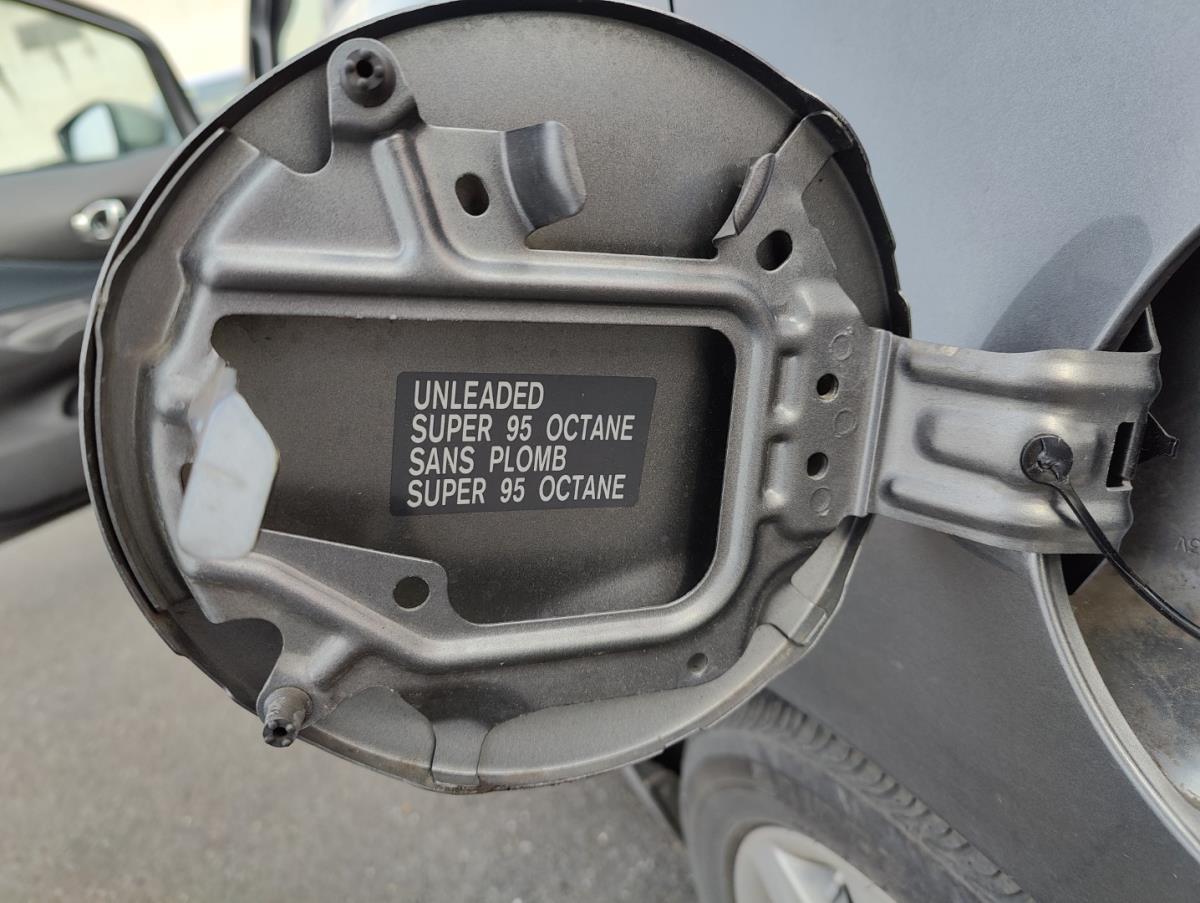 UNLEADED
SUPER 95 OCTANE
SANS PLOMB
SUPER 95 OCTANE